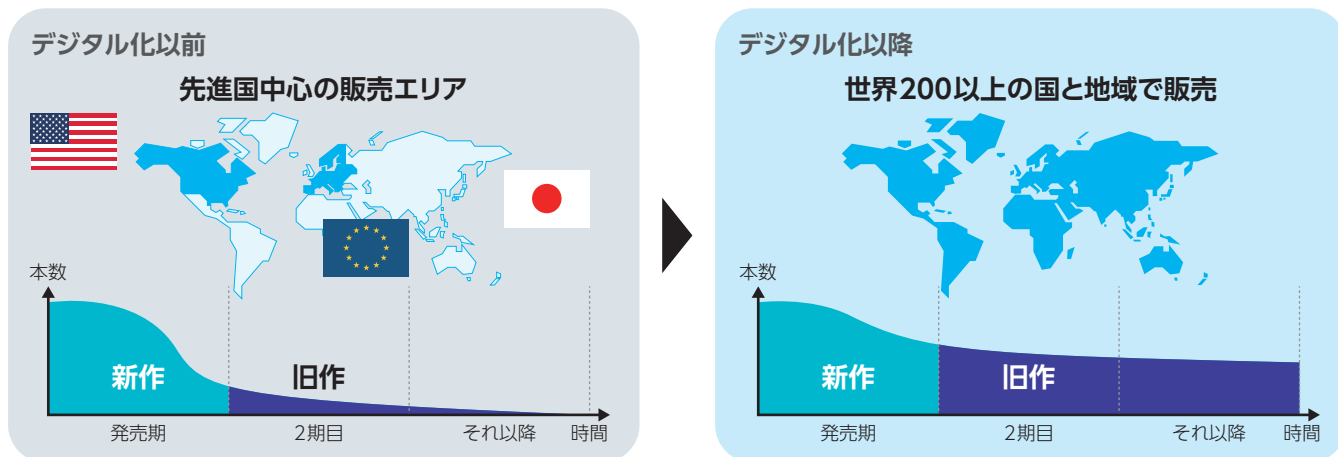 デジタル化以前
先進国中心の販売エリア
本数
新作
旧作
発売期
2期目
それ以降
時間
デジタル化以降
世界200以上の国と地域で販売
本数
新作
旧作
発売期
2期目
それ以降
時間